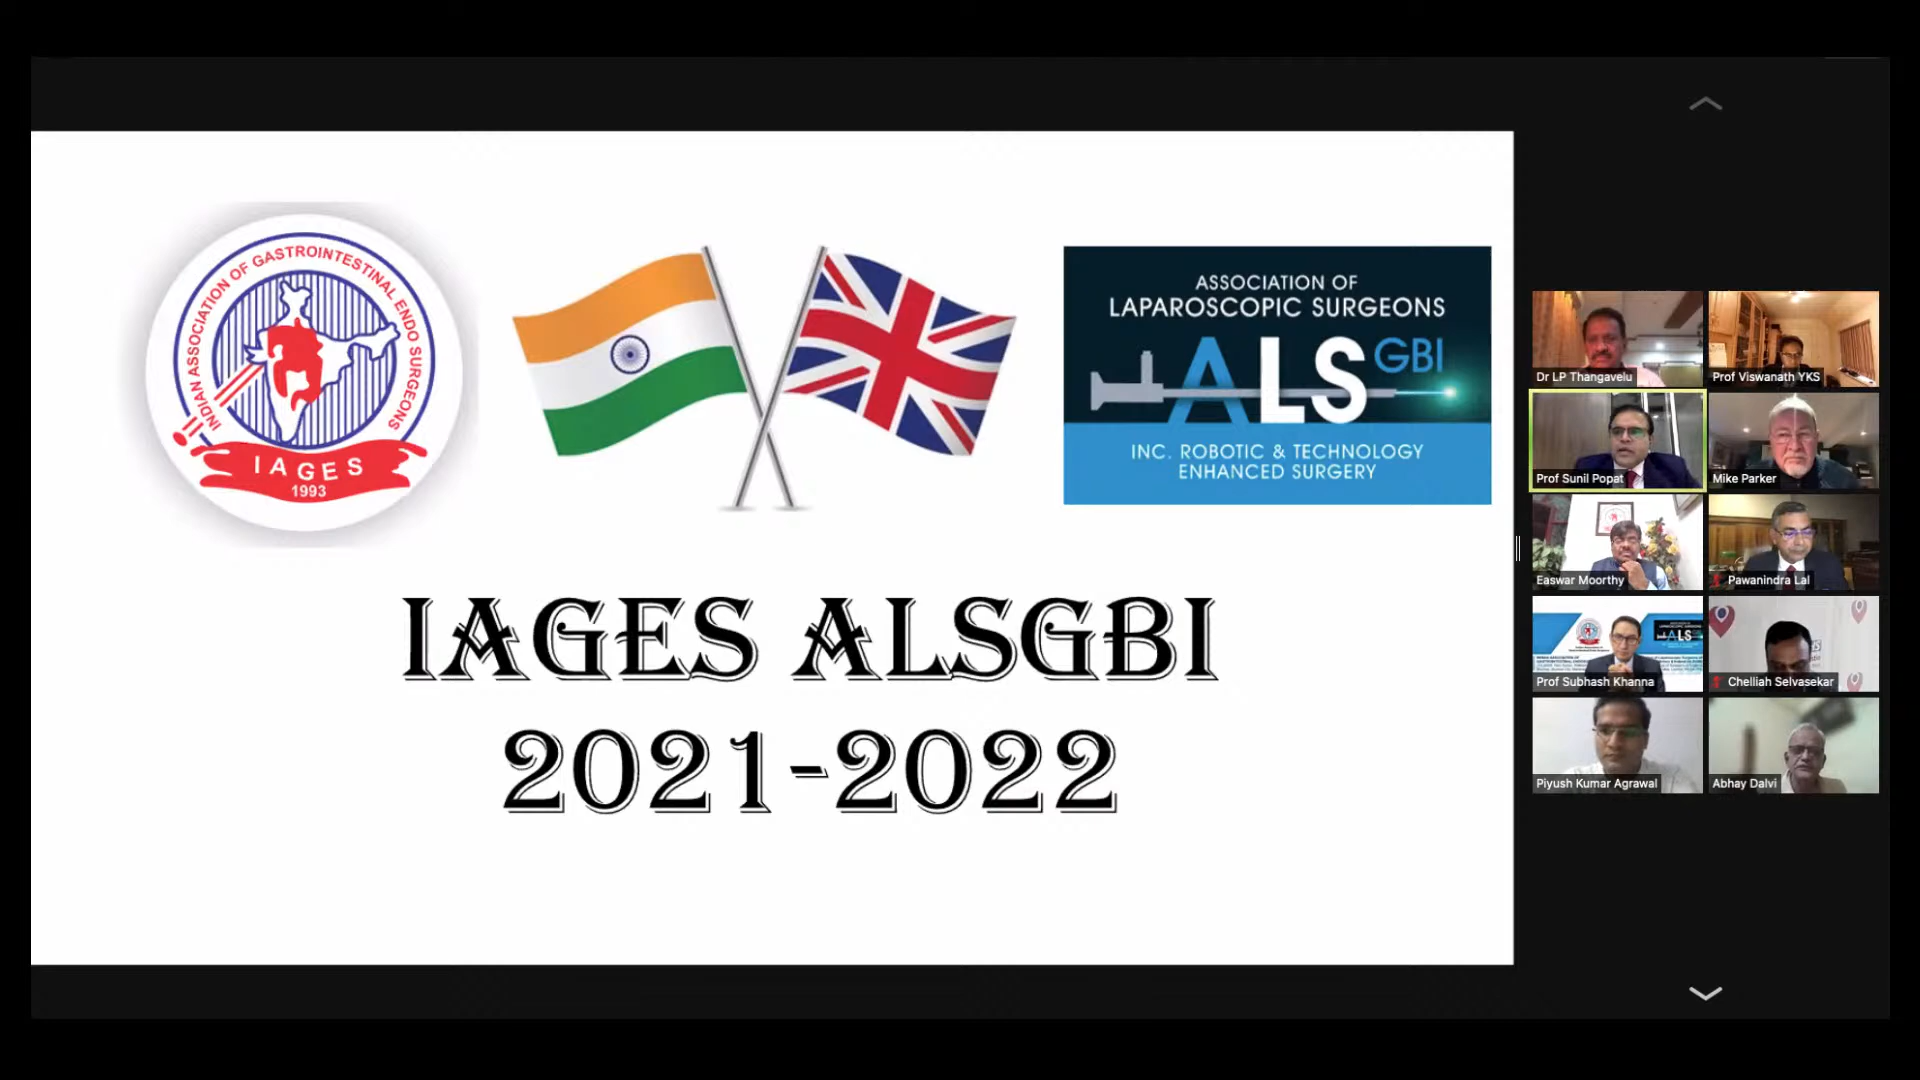 INDIAN ASSOCIATION OF GASTROINTESTINAL ENDO SURGEONS
IAGES
1993
ASSOCIATION OF
LAPAROSCOPIC SURGEONS
ALS GBI
INC. ROBOTIC & TECHNOLOGY
ENHANCED SURGERY
IAGES ALSGBI
2021-2022
Dr LP Thangavelu
Prof Viswanath YKS
Prof Sunil Popat
Mike Parker
Easwar Moorthy
Pawanindra Lal
Prof Subhash Khanna
Chelliah Selvasekar
Piyush Kumar Agrawal
Abhay Dalvi